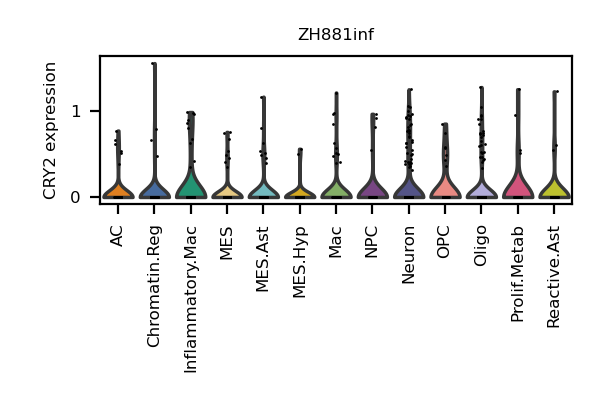 ZH881inf
CRY2 expression
1
0
AC
Chromatin.Reg
Inflammatory.Mac
MES
MES.Ast
MES.Hyp
Mac
NPC
Neuron
OPC
Oligo
Prolif.Metab
Reactive.Ast